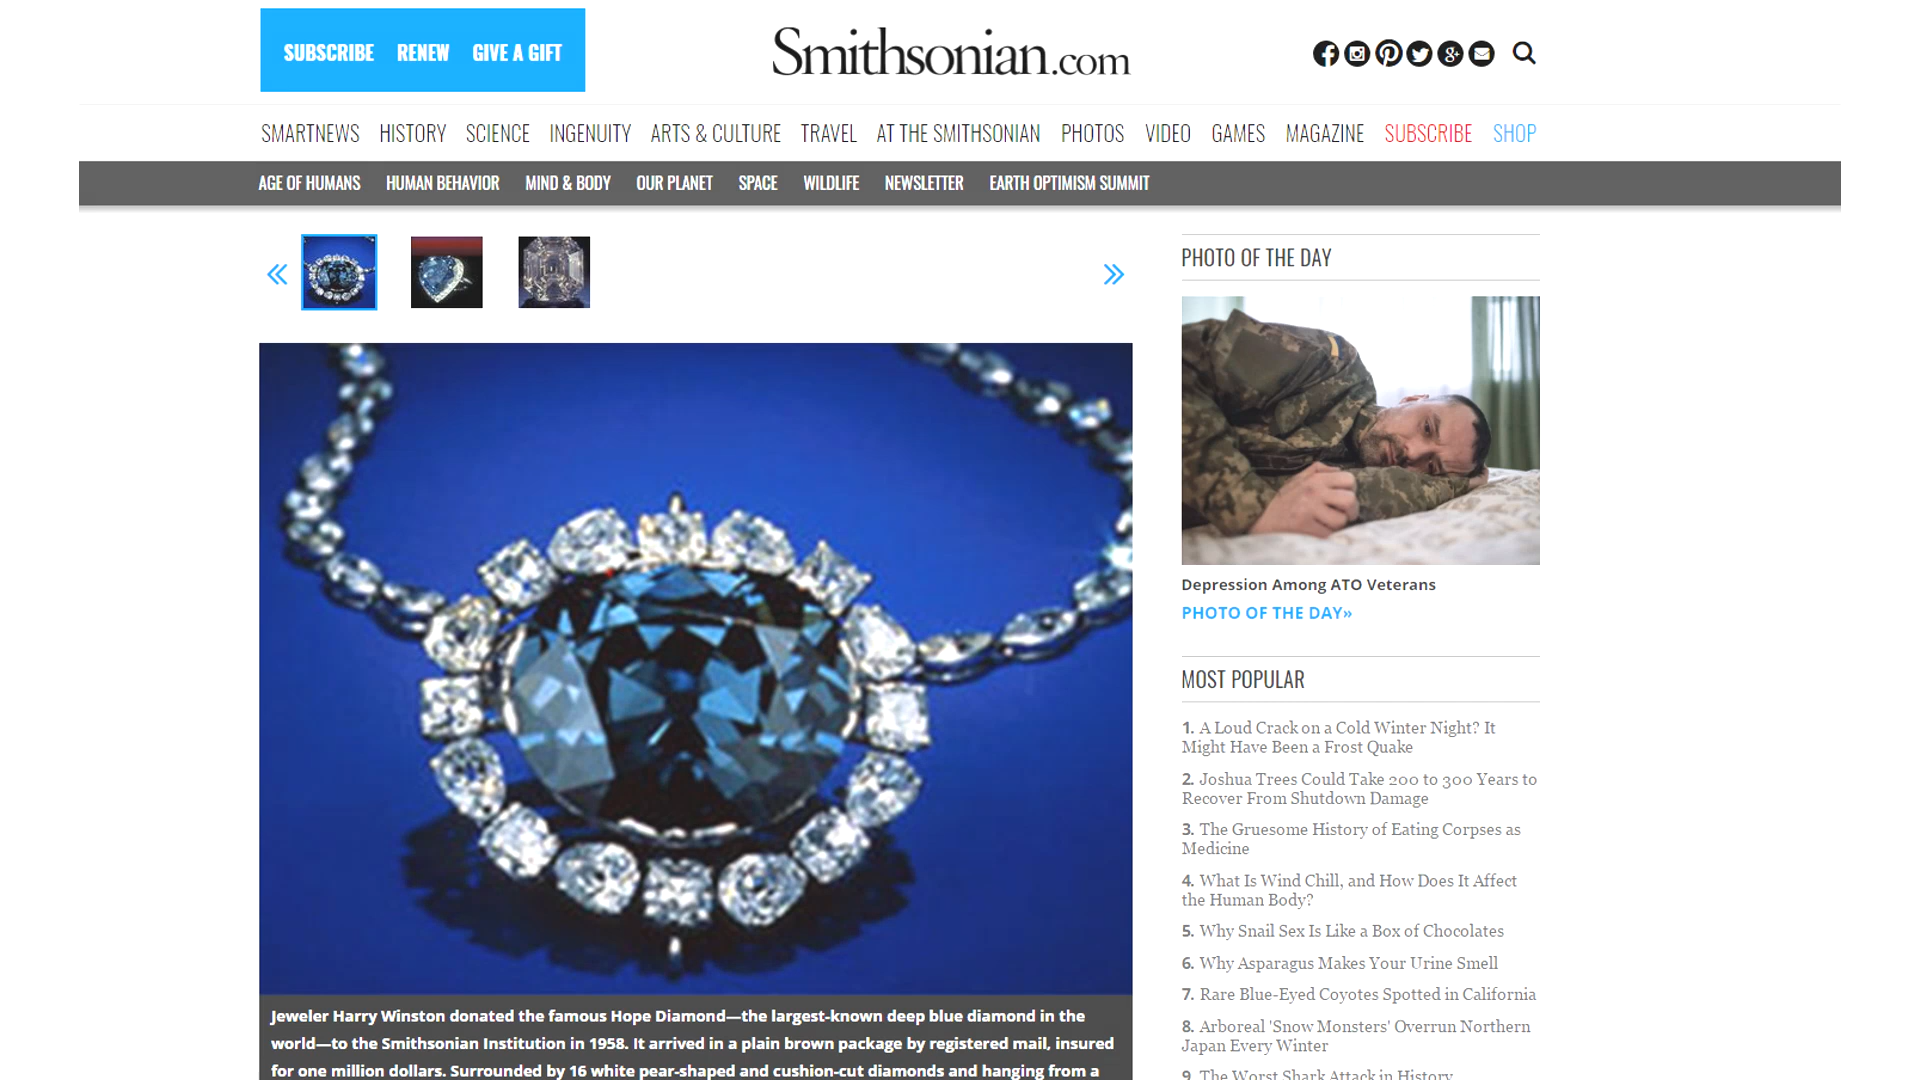 SUBSCRIBE RENEW GIVE A GIFT
Smithsonian.com
SMARTNEWS HISTORY SCIENCE INGENUITY ARTS & CULTURE TRAVEL AT THE SMITHSONIAN PHOTOS VIDEO GAMES MAGAZINE SUBSCRIBE SHOP
AGE OF HUMANS HUMAN BEHAVIOR MIND & BODY OUR PLANET SPACE WILDLIFE NEWSLETTER EARTH OPTIMISM SUMMIT
Jeweler Harry Winston donated the famous Hope Diamond—the largest-known deep blue diamond in the
world—to the Smithsonian Institution in 1958. It arrived in a plain brown package by registered mail, insured
for one million dollars. Surrounded by 16 white pear-shaped and cushion-cut diamonds and hanging from a
PHOTO OF THE DAY
Depression Among ATO Veterans
PHOTO OF THE DAY»
MOST POPULAR
1. A Loud Crack on a Cold Winter Night? It
Might Have Been a Frost Quake
2. Joshua Trees Could Take 200 to 300 Years to
Recover From Shutdown Damage
3. The Gruesome History of Eating Corpses as
Medicine
4. What Is Wind Chill, and How Does It Affect
the Human Body?
5. Why Snail Sex Is Like a Box of Chocolates
6. Why Asparagus Makes Your Urine Smell
7. Rare Blue-Eyed Coyotes Spotted in California
8. Arboreal 'Snow Monsters' Overrun Northern
Japan Every Winter
9. The Worst Shark Attack in History